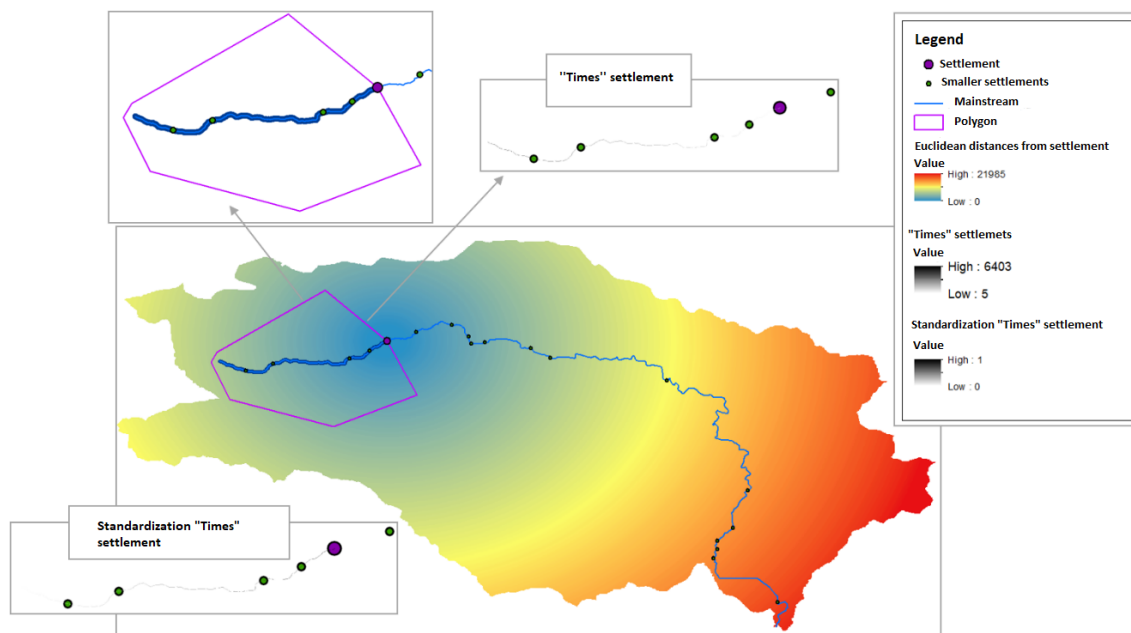 "Times" settlement
Standardization "Times"
settlement
Legend
Settlement
Smaller settlements
Mainstream
Polygon
Euclidean distances from settlement
Value
High : 21985
Low : 0
"Times" settlemets
Value
High : 6403
Low : 5
Standardization "Times" settlement
Value
High : 1
Low : 0